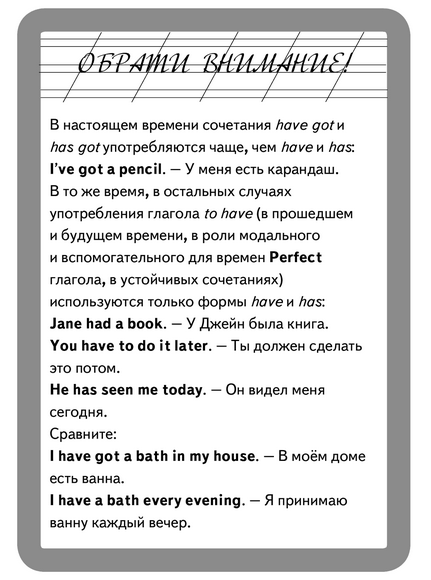 ОБРАТИ ВНИМАНИЕ!
В настоящем времени сочетания have got и
has got употребляются чаще, чем have и has:
I've got a pencil. — У меня есть карандаш.
В то же время, в остальных случаях
употребления глагола to have (в прошедшем
и будущем времени, в роли модального
и вспомогательного для времен Perfect
глагола, в устойчивых сочетаниях)
используются только формы have и has:
Jane had a book. — У Джейн была книга.
You have to do it later. — Ты должен сделать
это потом.
He has seen me today. — Он видел меня
сегодня.
Сравните:
I have got a bath in my house. — В моём доме
есть ванна.
I have a bath every evening. — Я принимаю
ванну каждый вечер.